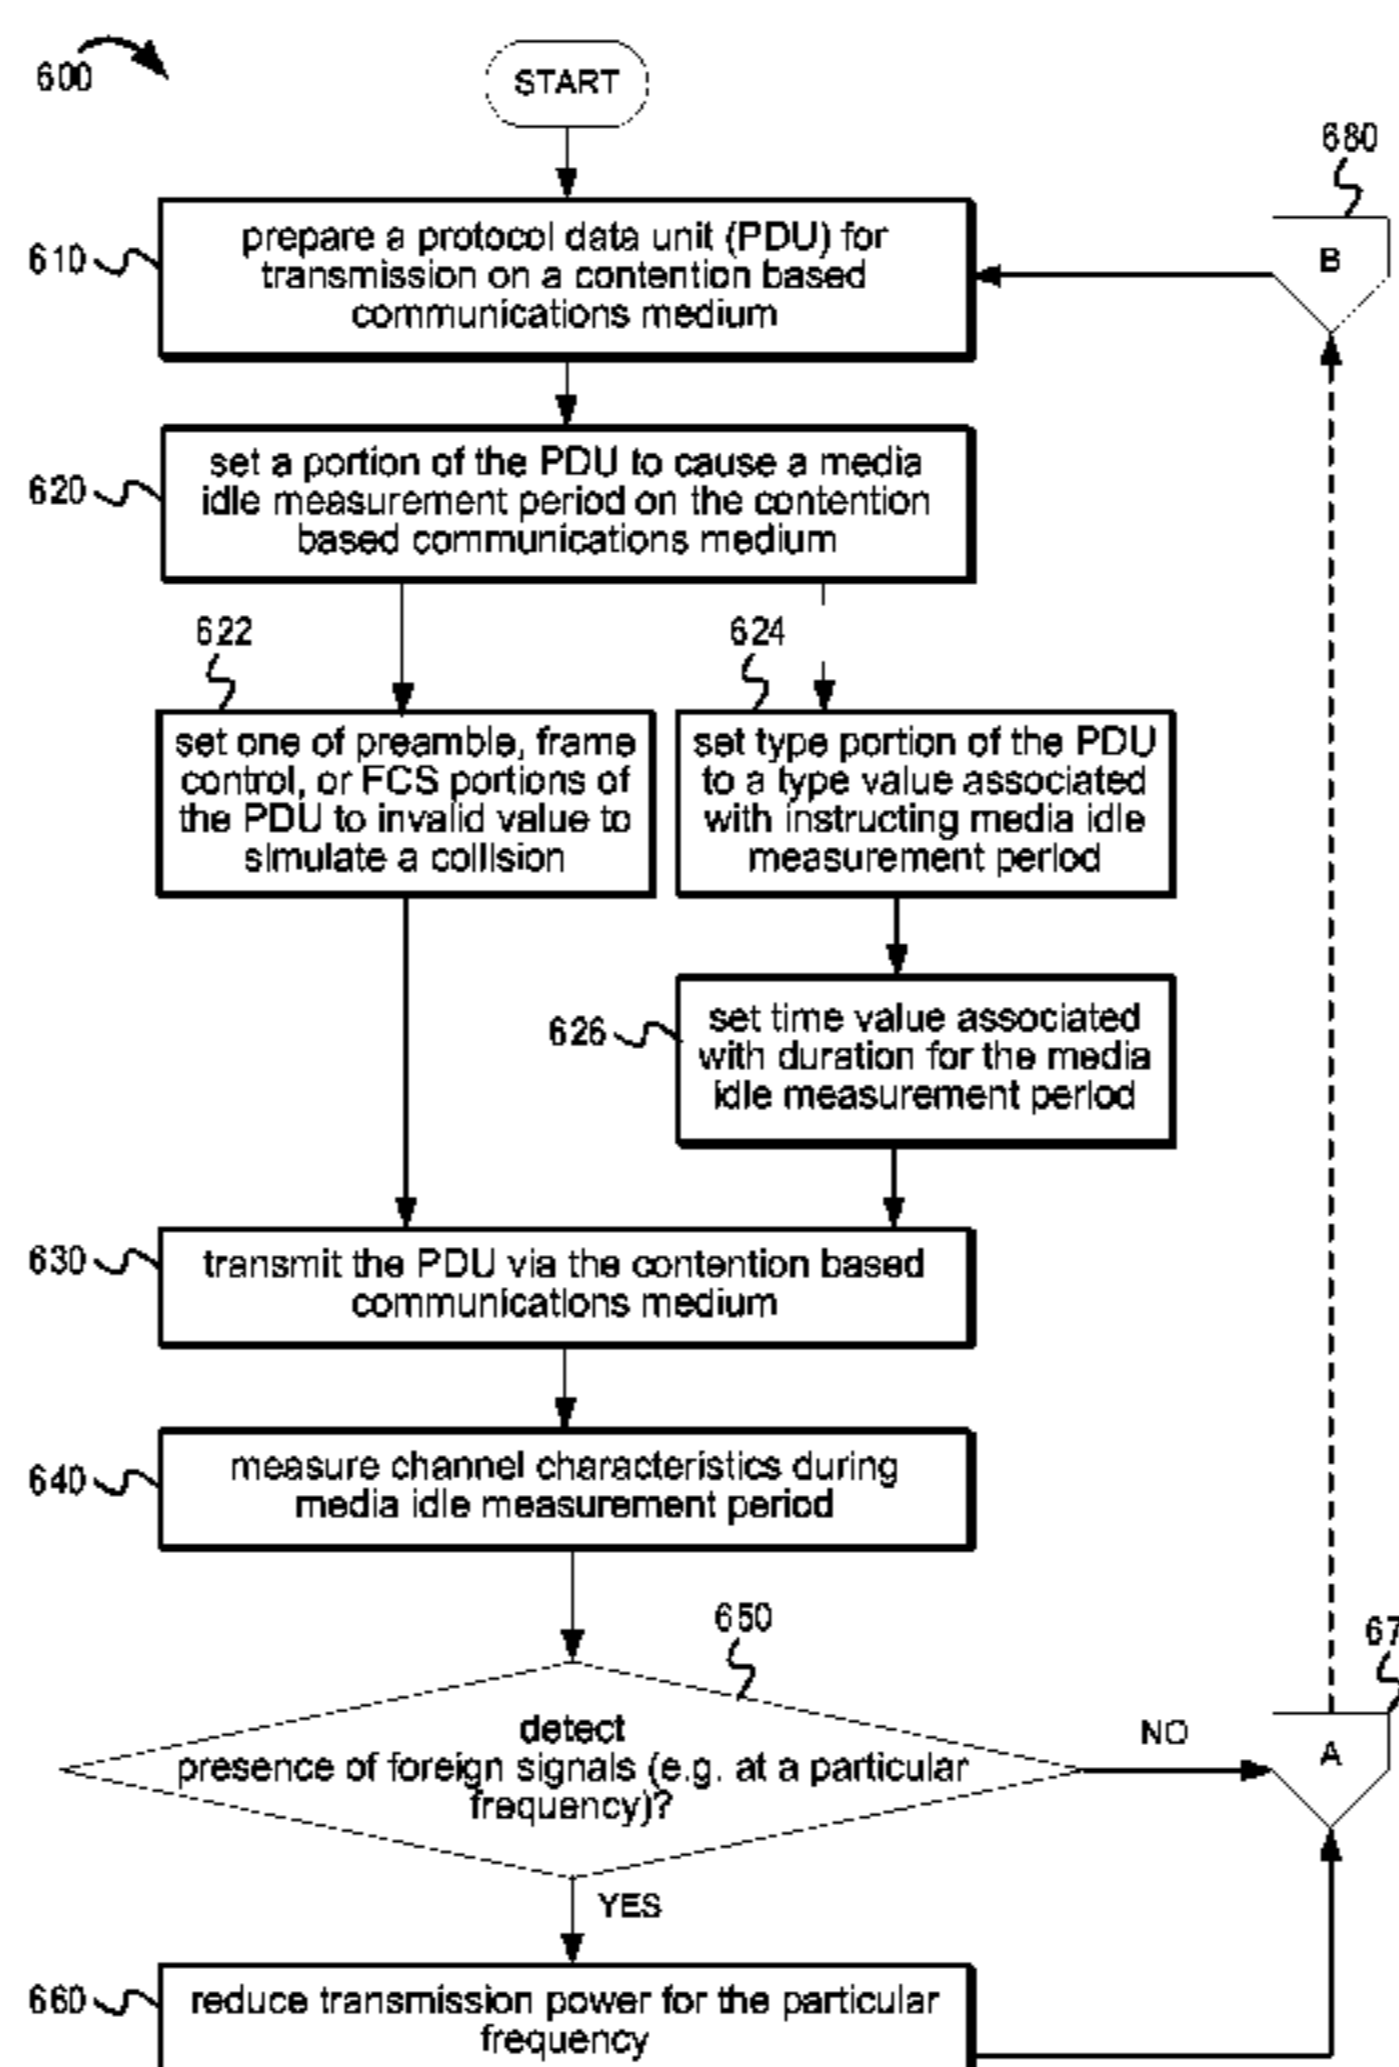 600
START
680
B
610
prepare a protocol data unit (PDU) for
transmission on a contention based
communications medium
620
set a portion of the PDU to cause a media
idle measurement period on the contention
based communications medium
622
624
set one of preamble, frame
control, or FCS portions of
the PDU to invalid value to
simulate a collision
set type portion of the PDU
to a type value associated
with instructing media idle
measurement period
626
set time value associated
with duration for the media
idle measurement period
630
transmit the PDU via the contention based
communications medium
640
measure channel characteristics during
media idle measurement period
650
67
detect
presence of foreign signals (e.g. at a particular
frequency)?
NO
A
YES
660
reduce transmission power for the particular
frequency